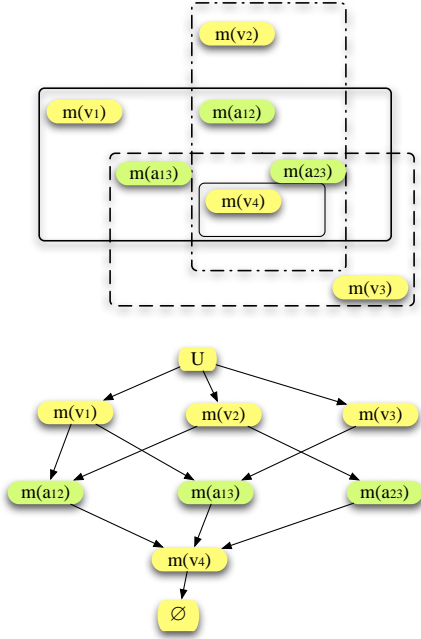 m(v₂)
m(v₁) m(a₁₂)
m(a₁₃) m(a₂₃)
m(v₄)
m(v₃)
U
m(v₁) m(v₂) m(v₃)
m(a₁₂) m(a₁₃) m(a₂₃)
m(v₄)
∅